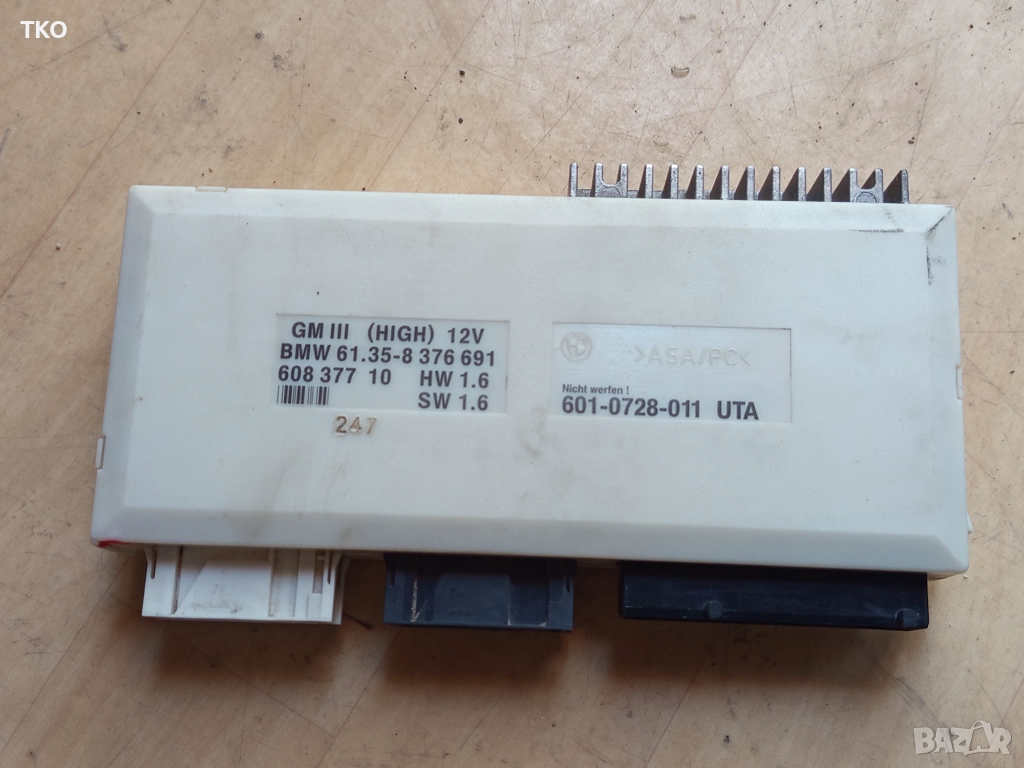 TKO
GM III (HIGH) 12V
BMW 61.35-8 376 691
608 377 10 HW 1.6
SW 1.6
247
>ASA/PC<
Nicht werfen !
601-0728-011 UTA
BAZAR